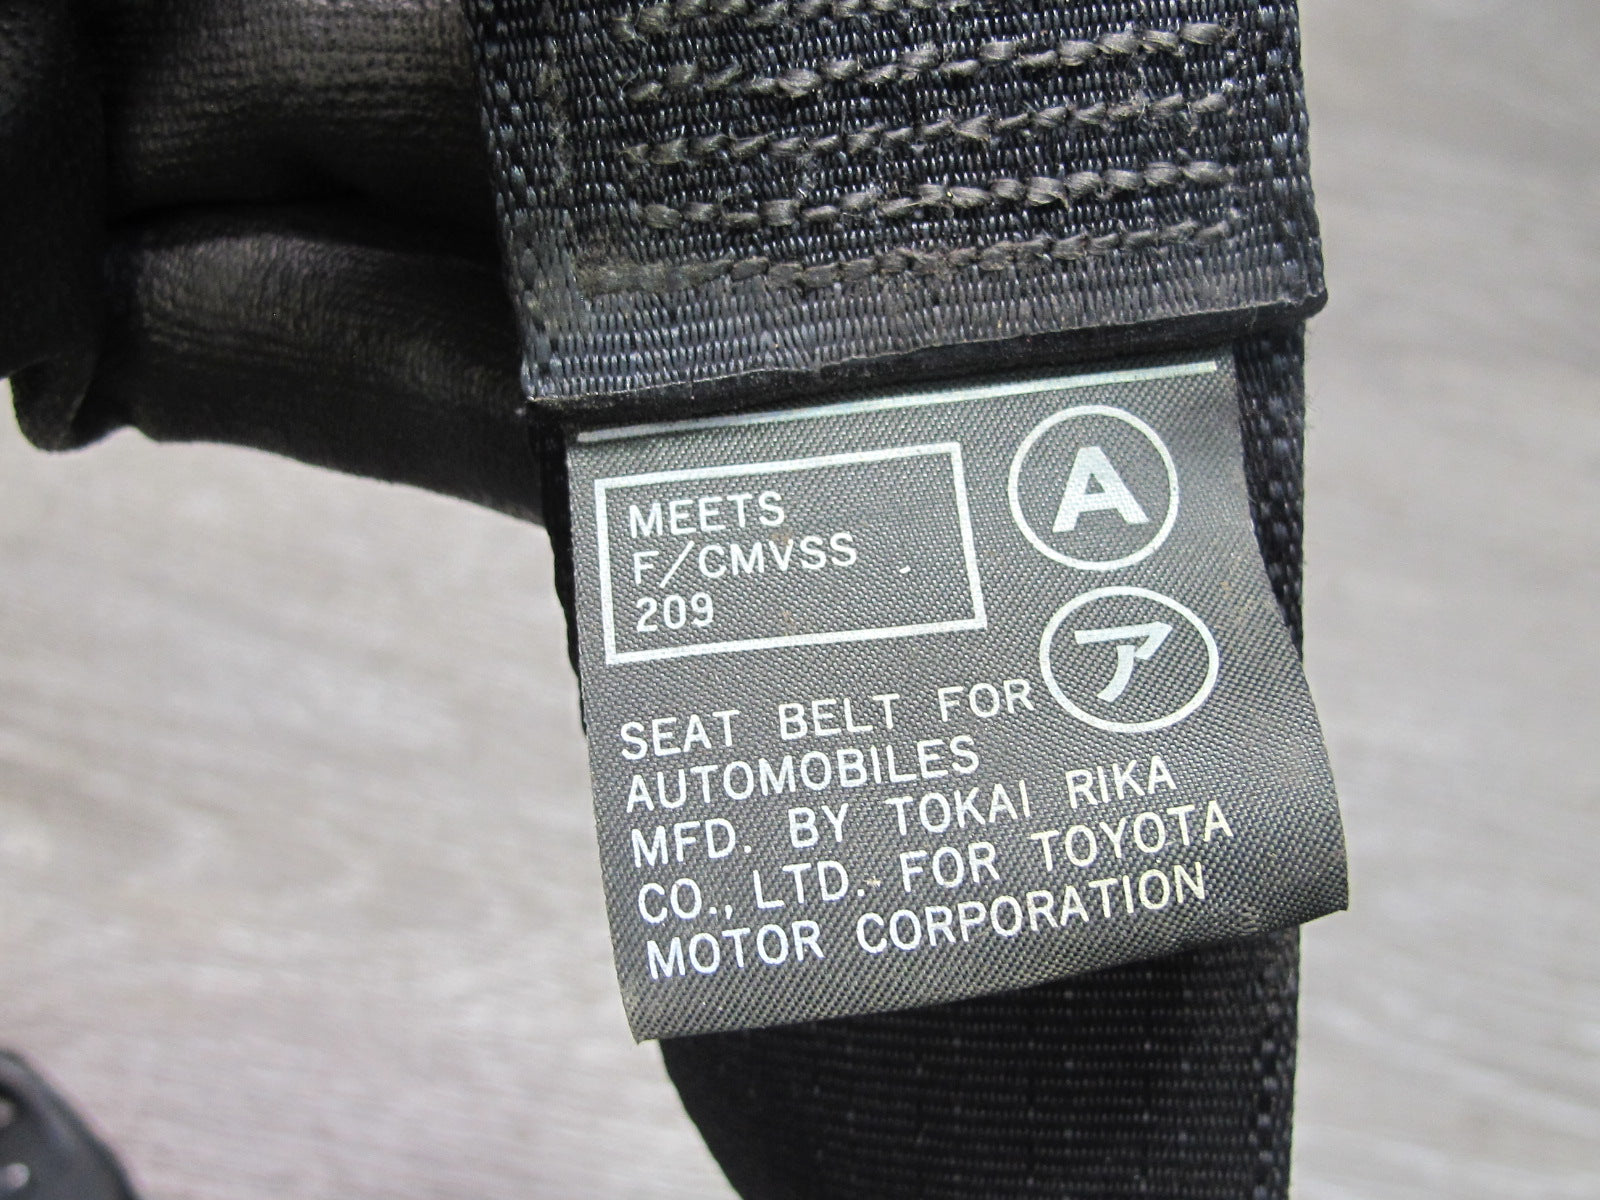 MEETS
F/CMVSS
209
A
ア
SEAT BELT FOR
AUTOMOBILES
MFD. BY TOKAI RIKA
CO., LTD. FOR TOYOTA
MOTOR CORPORATION